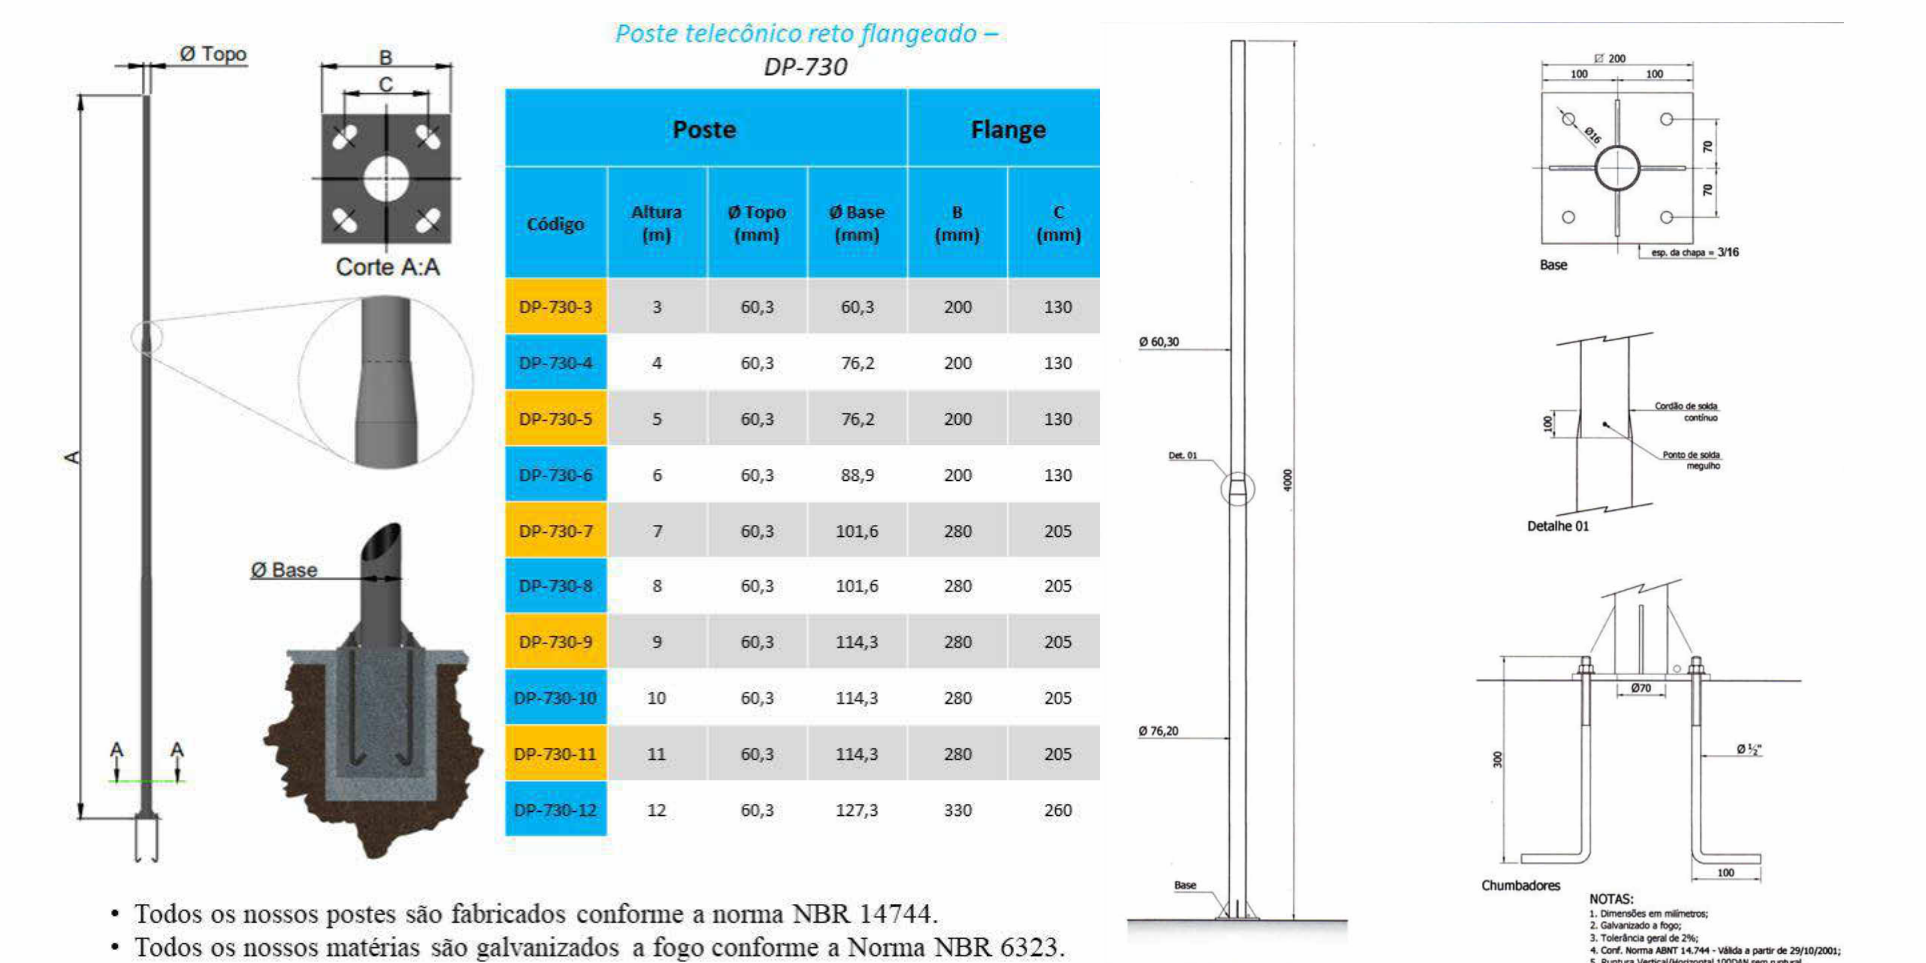 Ø Topo
B
C
Corte A:A
A
Ø Base
A A
Poste telecônico reto flangeado –
DP-730
Poste Flange
Código Altura (m) Ø Topo (mm) Ø Base (mm) B (mm) C (mm)
DP-730-3 3 60,3 60,3 200 130
DP-730-4 4 60,3 76,2 200 130
DP-730-5 5 60,3 76,2 200 130
DP-730-6 6 60,3 88,9 200 130
DP-730-7 7 60,3 101,6 280 205
DP-730-8 8 60,3 101,6 280 205
DP-730-9 9 60,3 114,3 280 205
DP-730-10 10 60,3 114,3 280 205
DP-730-11 11 60,3 114,3 280 205
DP-730-12 12 60,3 127,3 330 260
• Todos os nossos postes são fabricados conforme a norma NBR 14744.
• Todos os nossos matérias são galvanizados a fogo conforme a Norma NBR 6323.
Ø 60,30
Det. 01
4000
Ø 76,20
Base
200
100 100
Ø16
70
70
esp. da chapa = 3/16
Base
100
Cordão de solda
contínuo
Ponto de solda
megulho
Detalhe 01
Ø70
300
Ø ½"
100
Chumbadores
NOTAS:
1. Dimensões em milímetros;
2. Galvanizado a fogo;
3. Tolerância geral de 2%;
4. Conf. Norma ABNT 14.744 - Válida a partir de 29/10/2001;
5. Ruptura Vertical/Horizontal 100DAN sem ruptural